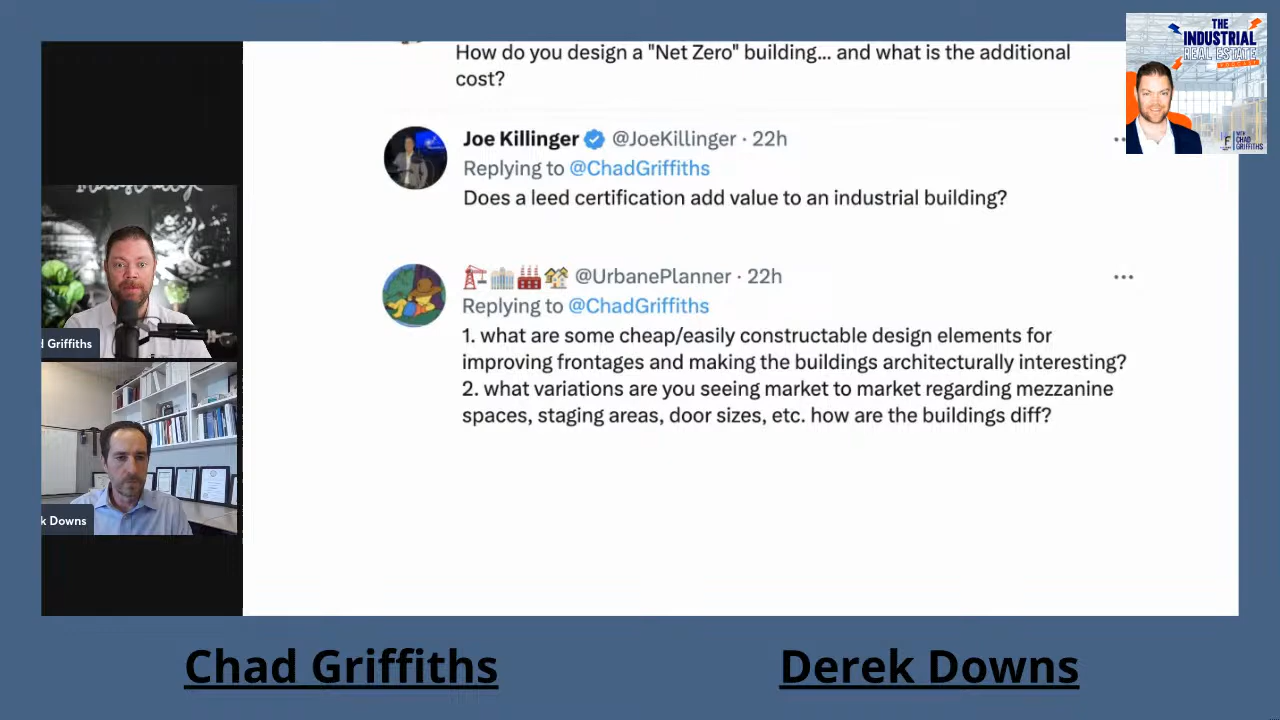 How do you design a "Net Zero" building... and what is the additional
cost?
Joe Killinger @JoeKillinger · 22h
Replying to @ChadGriffiths
Does a leed certification add value to an industrial building?
@UrbanePlanner · 22h
Replying to @ChadGriffiths
1. what are some cheap/easily constructable design elements for
improving frontages and making the buildings architecturally interesting?
2. what variations are you seeing market to market regarding mezzanine
spaces, staging areas, door sizes, etc. how are the buildings diff?
d Griffiths
k Downs
THE
INDUSTRIAL
REAL ESTATE
PODCAST
WITH
CHAD
GRIFFITHS
Chad Griffiths
Derek Downs